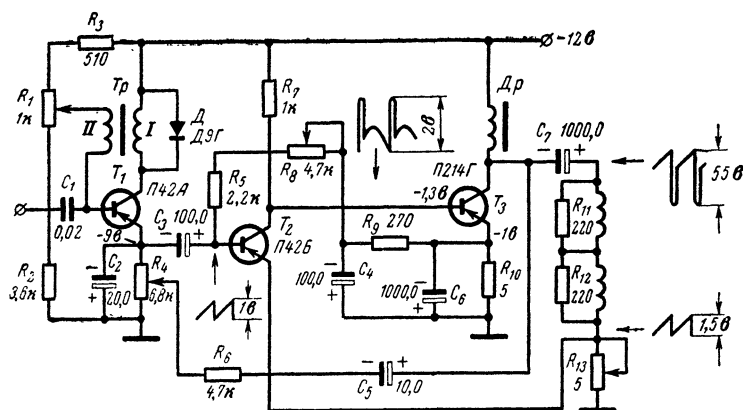 R3
510
-12в
R1
1к
Тр
II
I
Д
Д9Г
R7
1к
Др
2в
C7 1000,0
55в
T1
П42А
R8 4,7к
П214Г
C1
0,02
R5
2,2к
-1,3в
T3
C3 100,0
T2
П42Б
R9 270
-1в
R11
220
-9в
R2
3,6к
C2
20,0
R4
6,8к
1в
100,0
C4
1000,0
C6
R10
5
R12
220
1,5в
R6
4,7к
C5
10,0
R13
5